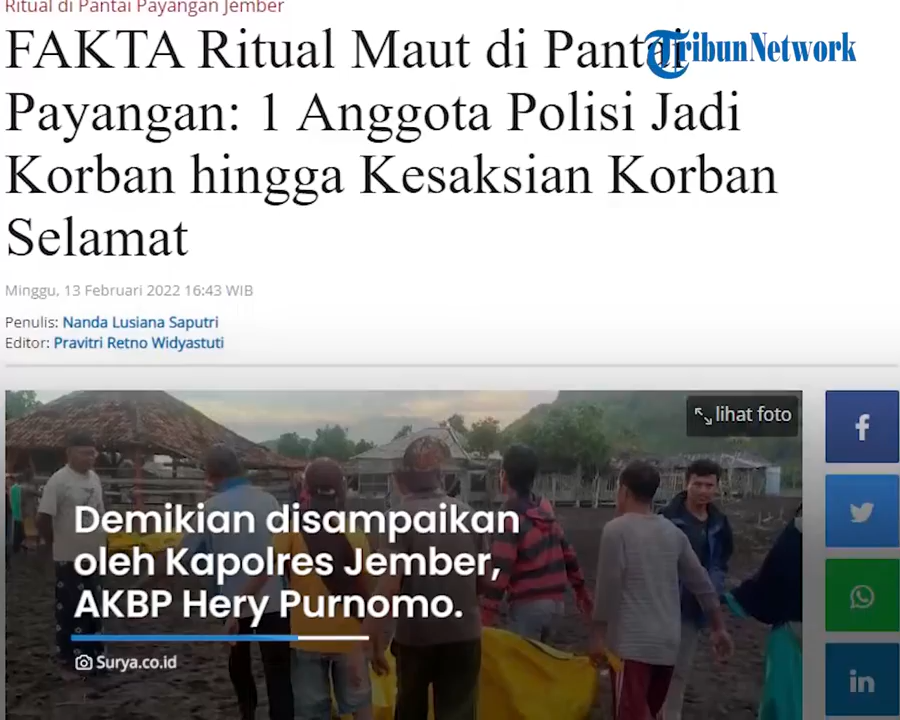 Ritual di Pantai Payangan Jember
FAKTA Ritual Maut di Pantai
TribunNetwork
Payangan: 1 Anggota Polisi Jadi
Korban hingga Kesaksian Korban
Selamat
Minggu, 13 Februari 2022 16:43 WIB
Penulis: Nanda Lusiana Saputri
Editor: Pravitri Retno Widyastuti
lihat foto
Demikian disampaikan
oleh Kapolres Jember,
AKBP Hery Purnomo.
Surya.co.id